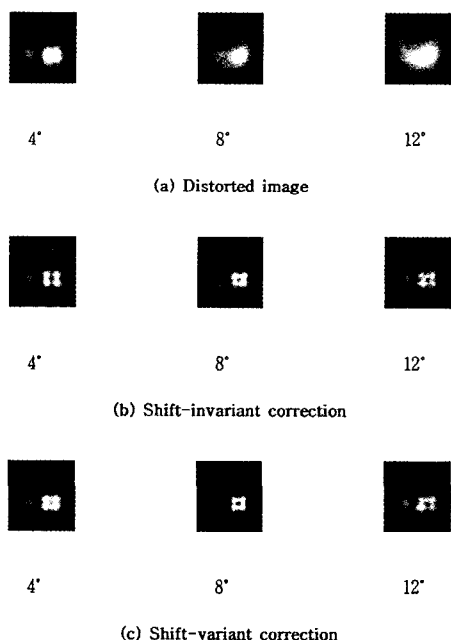 4° 8° 12°
(a) Distorted image
4° 8° 12°
(b) Shift-invariant correction
4° 8° 12°
(c) Shift-variant correction